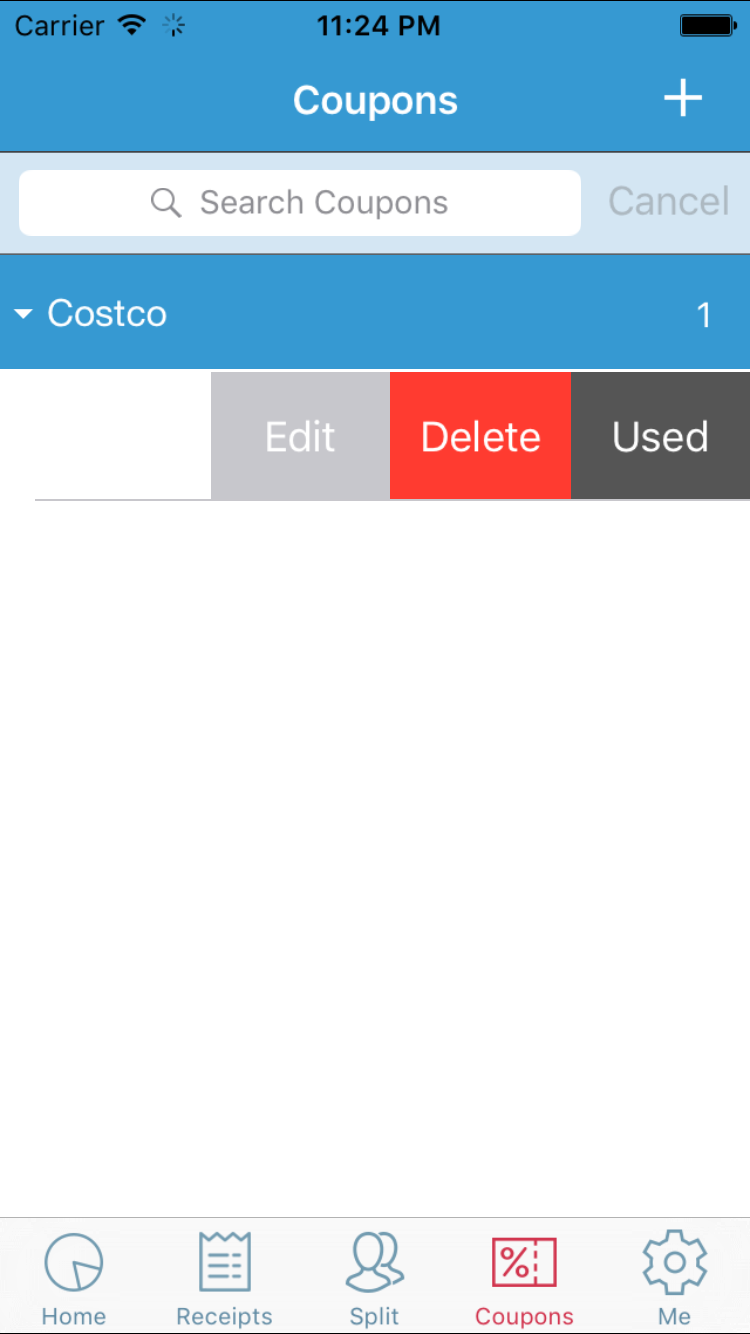 Carrier 11:24 PM
Coupons +
Search Coupons Cancel
Costco 1
Edit Delete Used
%
Home Receipts Split Coupons Me